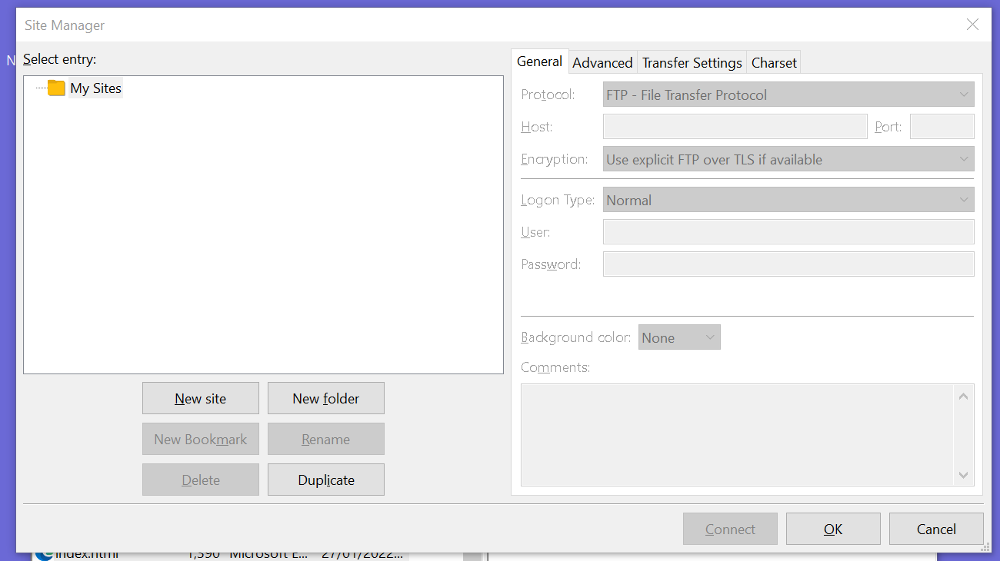 Site Manager
N
Select entry:
My Sites
New site
New folder
New Bookmark
Rename
Delete
Duplicate
General
Advanced
Transfer Settings
Charset
Protocol:
FTP - File Transfer Protocol
Host:
Port:
Encryption:
Use explicit FTP over TLS if available
Logon Type:
Normal
User:
Password:
Background color:
None
Comments:
Connect
OK
Cancel
index.html 1,390 Microsoft E... 27/01/2022...